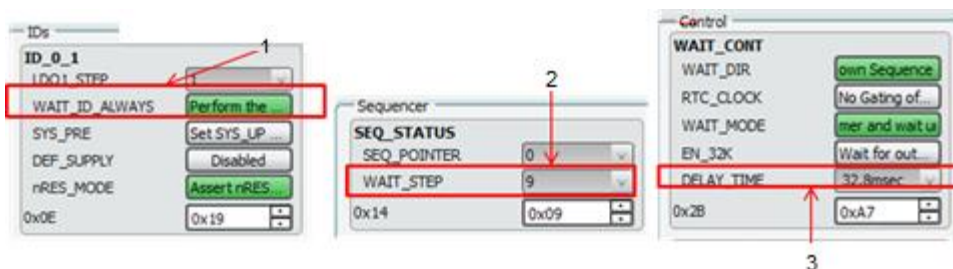 IDs
1
ID_0_1
LDO1_STEP 1
WAIT_ID_ALWAYS Perform the ...
SYS_PRE Set SYS_UP ...
DEF_SUPPLY Disabled
nRES_MODE Assert nRES...
0x0E 0x19
2
Sequencer
SEQ_STATUS
SEQ_POINTER 0
WAIT_STEP 9
0x14 0x09
Control
WAIT_CONT
WAIT_DIR own Sequence
RTC_CLOCK No Gating of...
WAIT_MODE mer and wait u
EN_32K Wait for out...
DELAY_TIME 32.8msec
0x2B 0xA7
3